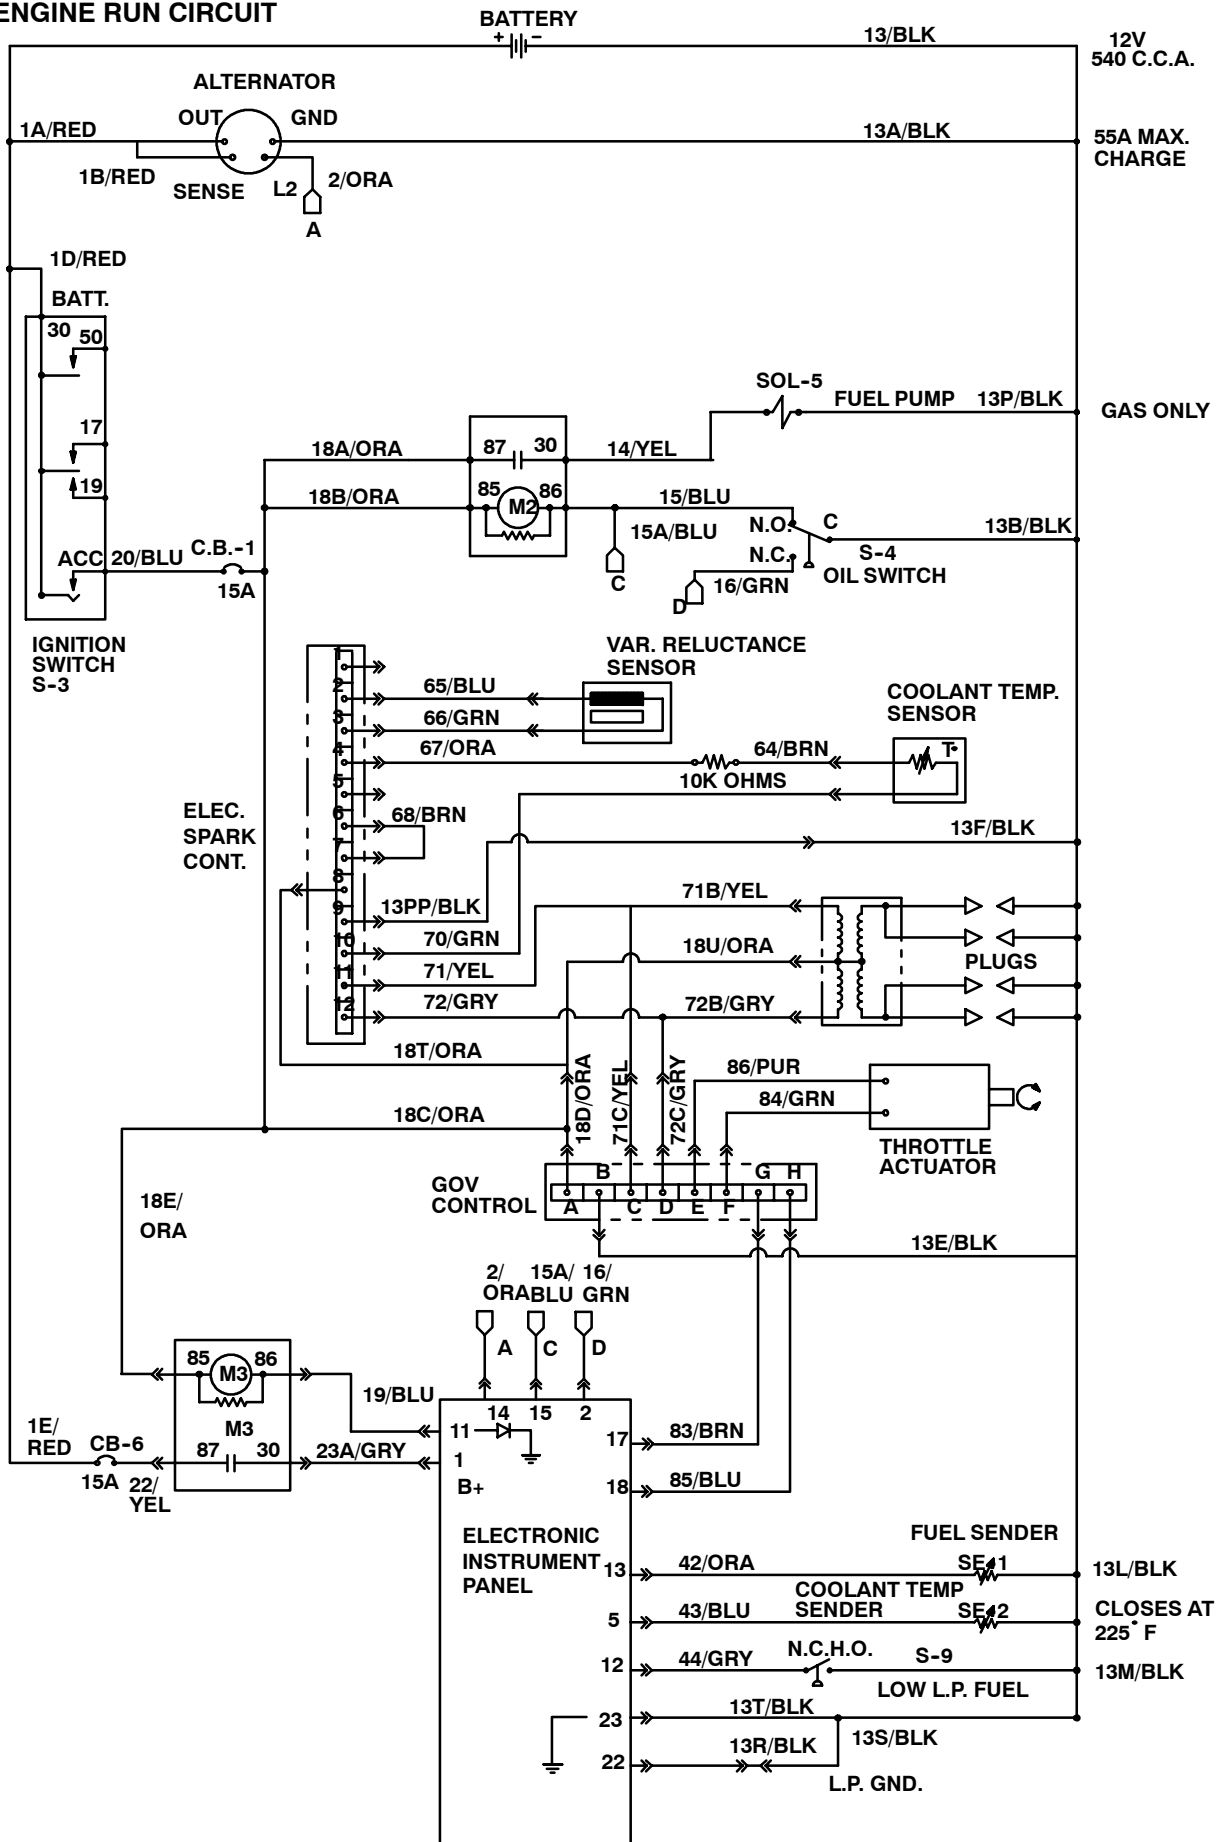 ENGINE RUN CIRCUIT
BATTERY
+ −
13/BLK
12V
540 C.C.A.
ALTERNATOR
OUT
GND
1A/RED
13A/BLK
55A MAX.
CHARGE
1B/RED
SENSE
L2
2/ORA
A
1D/RED
BATT.
30
50
17
19
ACC
20/BLU
C.B.-1
15A
IGNITION
SWITCH
S-3
SOL-5
FUEL PUMP
13P/BLK
GAS ONLY
18A/ORA
87
30
14/YEL
18B/ORA
85
M2
86
15/BLU
15A/BLU
C
N.O.
C
13B/BLK
N.C.
S-4
OIL SWITCH
16/GRN
D
VAR. RELUCTANCE
SENSOR
COOLANT TEMP.
SENSOR
T°
1
2
65/BLU
3
66/GRN
4
67/ORA
64/BRN
10K OHMS
5
6
68/BRN
7
8
ELEC.
SPARK
CONT.
13F/BLK
9
13PP/BLK
10
70/GRN
11
71/YEL
12
72/GRY
71B/YEL
18U/ORA
72B/GRY
PLUGS
18T/ORA
18D/ORA
71C/YEL
72C/GRY
86/PUR
84/GRN
THROTTLE
ACTUATOR
18C/ORA
18E/
ORA
GOV
CONTROL
A
B
C
D
E
F
G
H
13E/BLK
2/
ORA
15A/
BLU
16/
GRN
A
C
D
85
M3
86
19/BLU
M3
1E/
RED
CB-6
15A
22/
YEL
87
30
23A/GRY
11
14
15
2
1
B+
17
83/BRN
18
85/BLU
ELECTRONIC
INSTRUMENT
PANEL
FUEL SENDER
13
42/ORA
SE-1
13L/BLK
COOLANT TEMP
SENDER
5
43/BLU
SE-2
CLOSES AT
225° F
12
44/GRY
N.C.H.O.
S-9
13M/BLK
LOW L.P. FUEL
23
13T/BLK
22
13R/BLK
13S/BLK
L.P. GND.